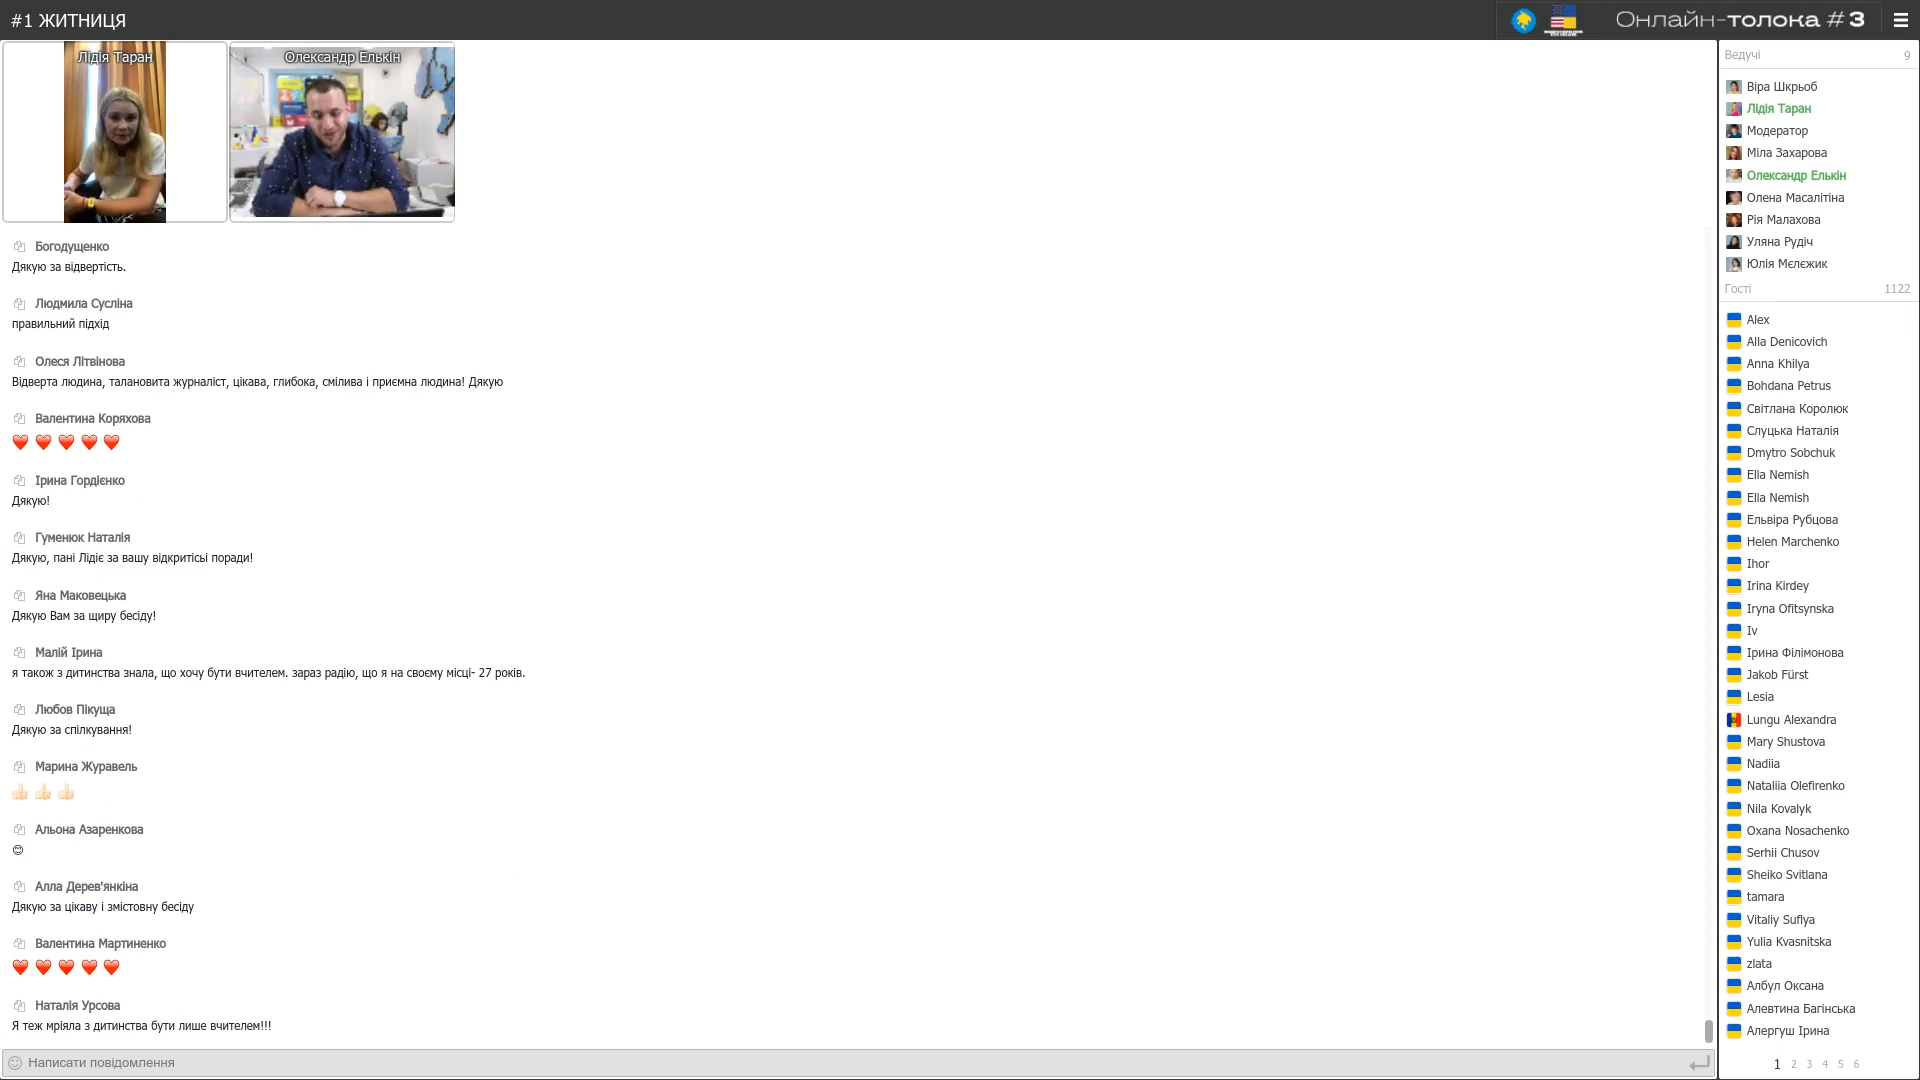 #1 ЖИТНИЦЯ
Онлайн-толока #3
Лідія Таран
Олександр Елькін
Богодущенко
Дякую за відвертість.
Людмила Сусліна
правильний підхід
Олеся Літвінова
Відверта людина, талановита журналіст, цікава, глибока, смілива і приємна людина! Дякую
Валентина Коряхова
Ірина Гордієнко
Дякую!
Гуменюк Наталія
Дякую, пані Лідіє за вашу відкритісьі поради!
Яна Маковецька
Дякую Вам за щиру бесіду!
Малій Ірина
я також з дитинства знала, що хочу бути вчителем. зараз радію, що я на своєму місці- 27 років.
Любов Пікуща
Дякую за спілкування!
Марина Журавель
Альона Азаренкова
Алла Дерев'янкіна
Дякую за цікаву і змістовну бесіду
Валентина Мартиненко
Наталія Урсова
Я теж мріяла з дитинства бути лише вчителем!!!
Написати повідомлення
Ведучі 9
Віра Шкрьоб
Лідія Таран
Модератор
Міла Захарова
Олександр Елькін
Олена Масалітіна
Рія Малахова
Уляна Рудіч
Юлія Мєлєжик
Гості 1122
Alex
Alla Denicovich
Anna Khilya
Bohdana Petrus
Світлана Королюк
Слуцька Наталія
Dmytro Sobchuk
Ella Nemish
Ella Nemish
Ельвіра Рубцова
Helen Marchenko
Ihor
Irina Kirdey
Iryna Ofitsynska
Iv
Ірина Філімонова
Jakob Fürst
Lesia
Lungu Alexandra
Mary Shustova
Nadiia
Nataliia Olefirenko
Nila Kovalyk
Oxana Nosachenko
Serhii Chusov
Sheiko Svitlana
tamara
Vitaliy Suflya
Yulia Kvasnitska
zlata
Албул Оксана
Алевтина Багінська
Алергуш Ірина
1 2 3 4 5 6